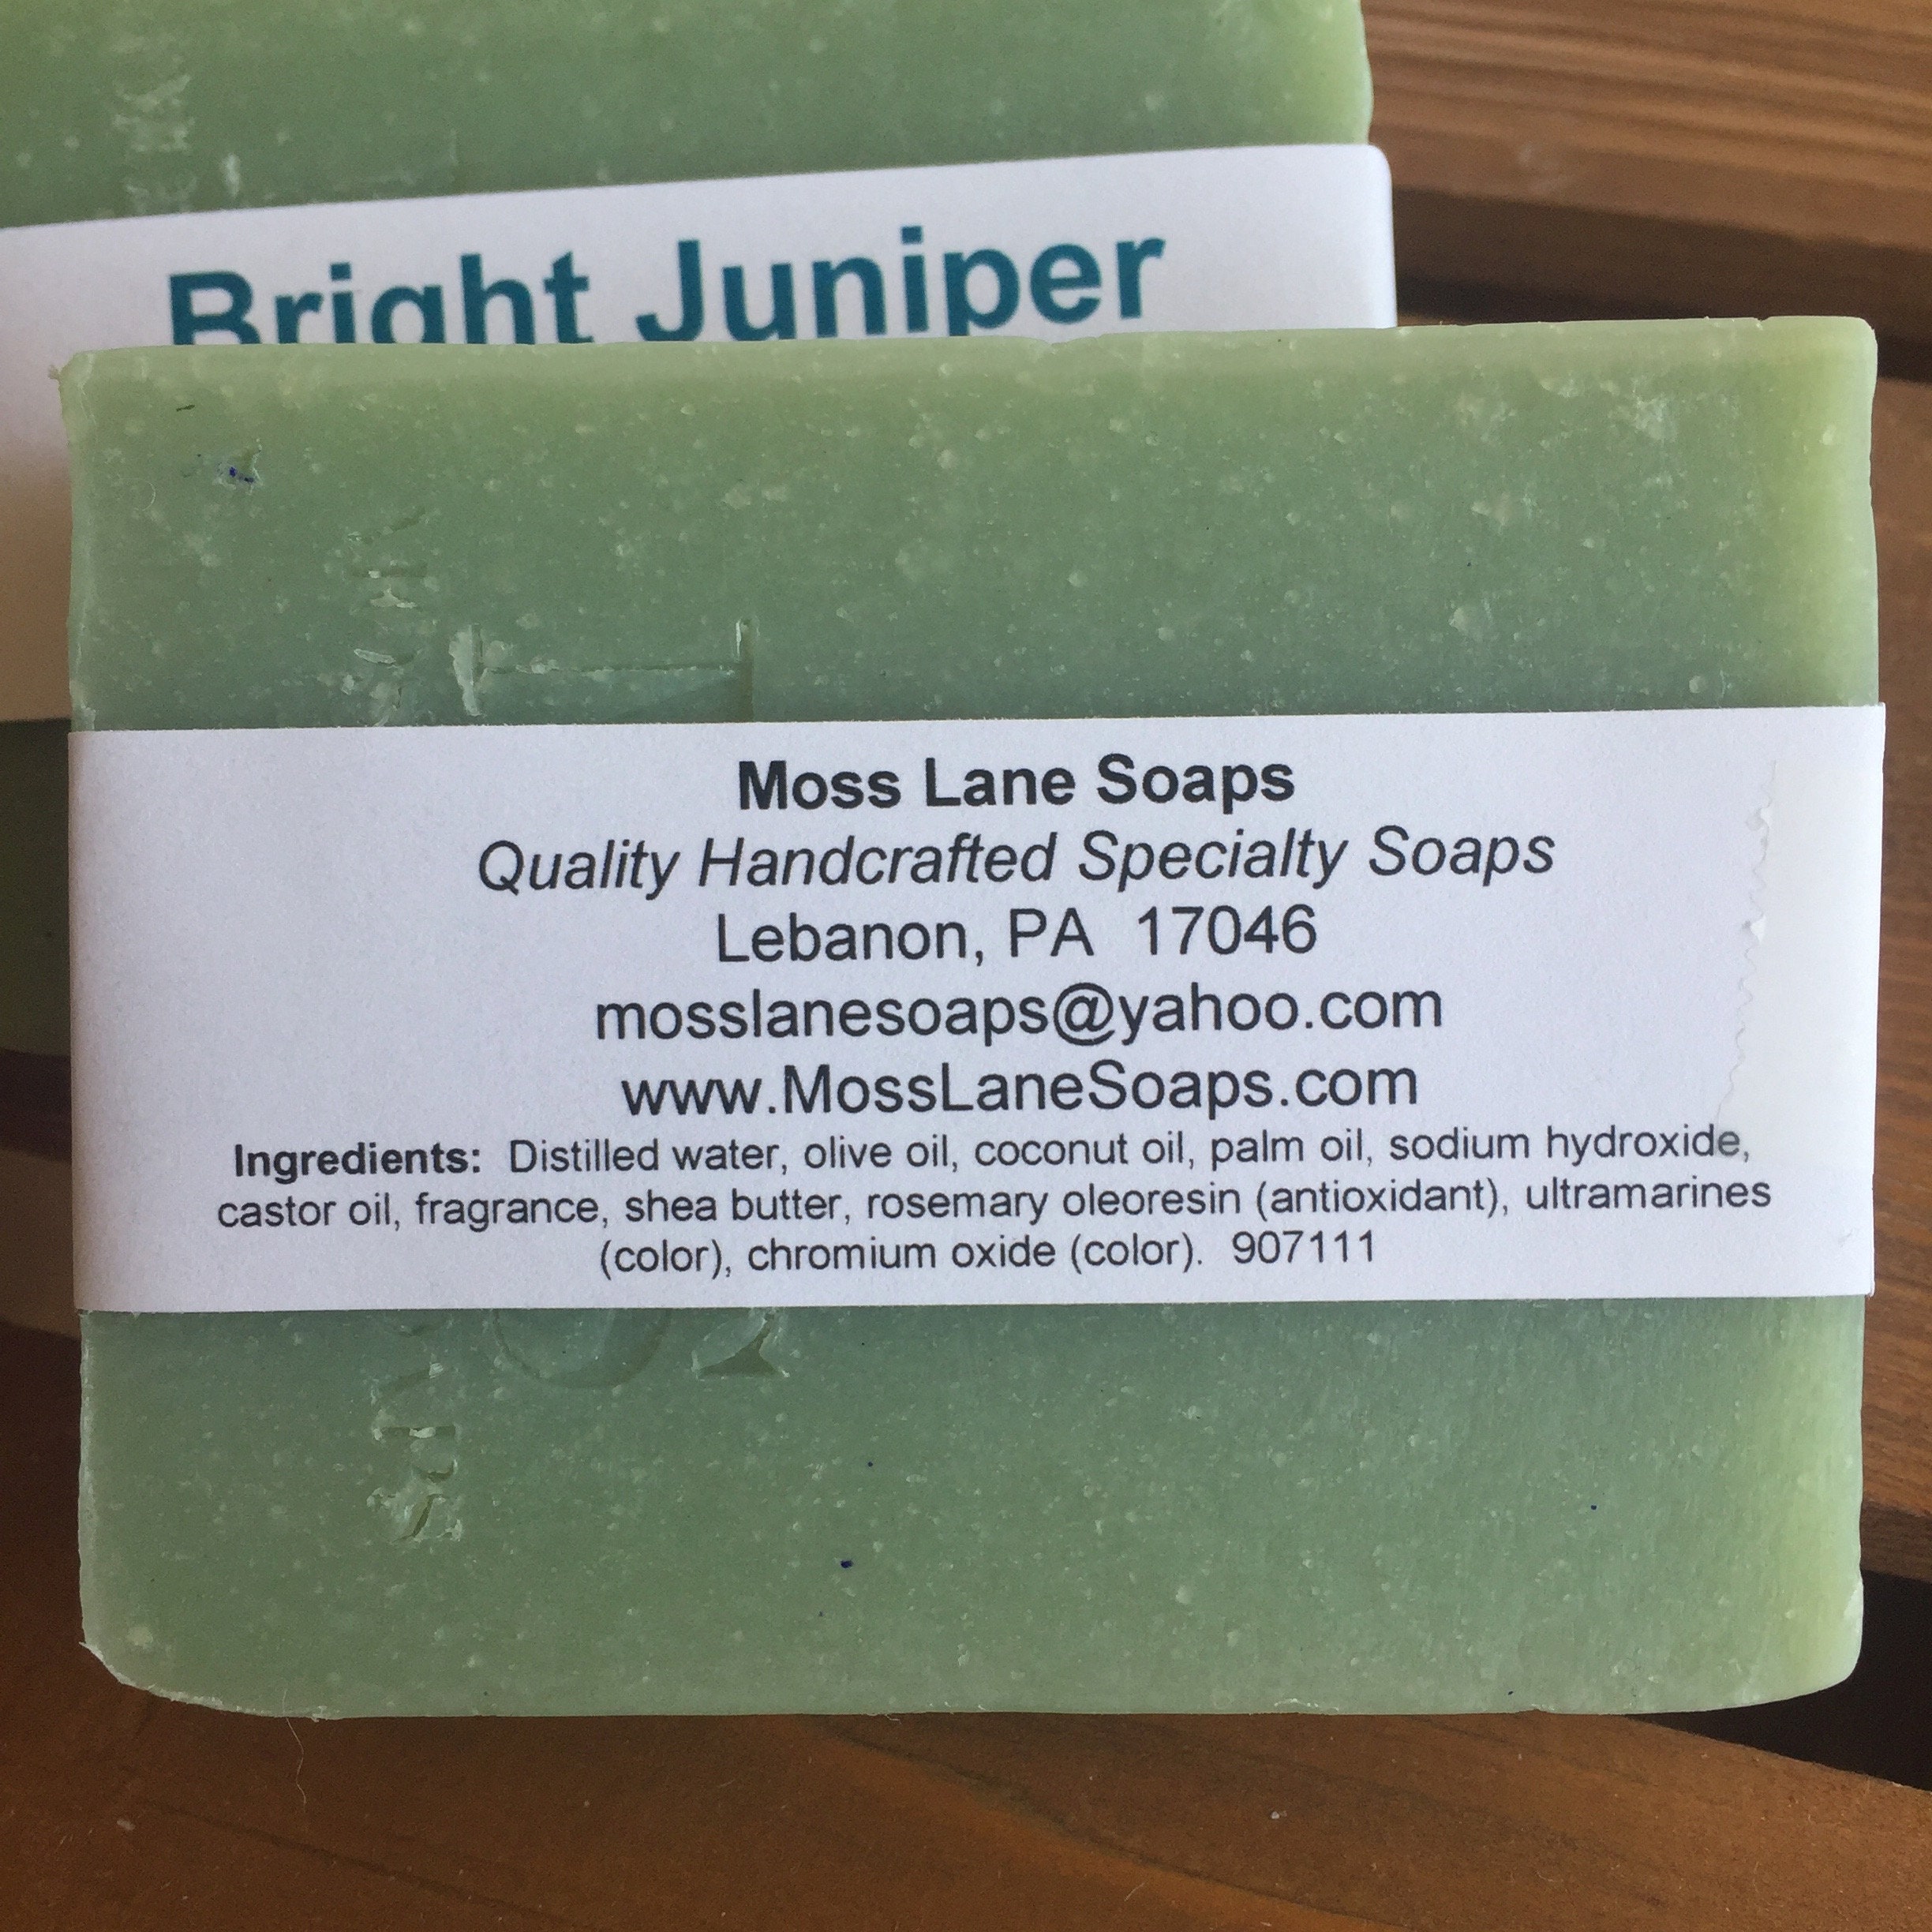 Bright Juniper
Moss Lane Soaps
Quality Handcrafted Specialty Soaps
Lebanon, PA  17046
mosslanesoaps@yahoo.com
www.MossLaneSoaps.com
Ingredients:  Distilled water, olive oil, coconut oil, palm oil, sodium hydroxide,
castor oil, fragrance, shea butter, rosemary oleoresin (antioxidant), ultramarines
(color), chromium oxide (color).  907111